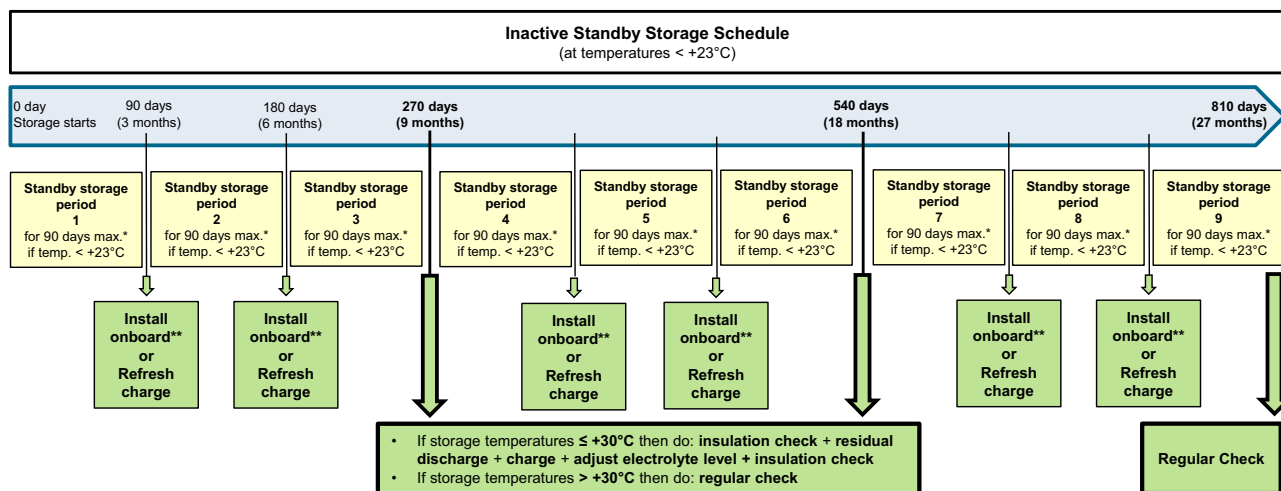 Inactive Standby Storage Schedule
(at temperatures < +23°C)
0 day
Storage starts
90 days
(3 months)
180 days
(6 months)
270 days
(9 months)
540 days
(18 months)
810 days
(27 months)
Standby storage
period
1
for 90 days max.*
if temp. < +23°C
Standby storage
period
2
for 90 days max.*
if temp. < +23°C
Standby storage
period
3
for 90 days max.*
if temp. < +23°C
Standby storage
period
4
for 90 days max.*
if temp. < +23°C
Standby storage
period
5
for 90 days max.*
if temp. < +23°C
Standby storage
period
6
for 90 days max.*
if temp. < +23°C
Standby storage
period
7
for 90 days max.*
if temp. < +23°C
Standby storage
period
8
for 90 days max.*
if temp. < +23°C
Standby storage
period
9
for 90 days max.*
if temp. < +23°C
Install
onboard**
or
Refresh
charge
Install
onboard**
or
Refresh
charge
Install
onboard**
or
Refresh
charge
Install
onboard**
or
Refresh
charge
Install
onboard**
or
Refresh
charge
Install
onboard**
or
Refresh
charge
• If storage temperatures ≤ +30°C then do: insulation check + residual
discharge + charge + adjust electrolyte level + insulation check
• If storage temperatures > +30°C then do: regular check
Regular Check